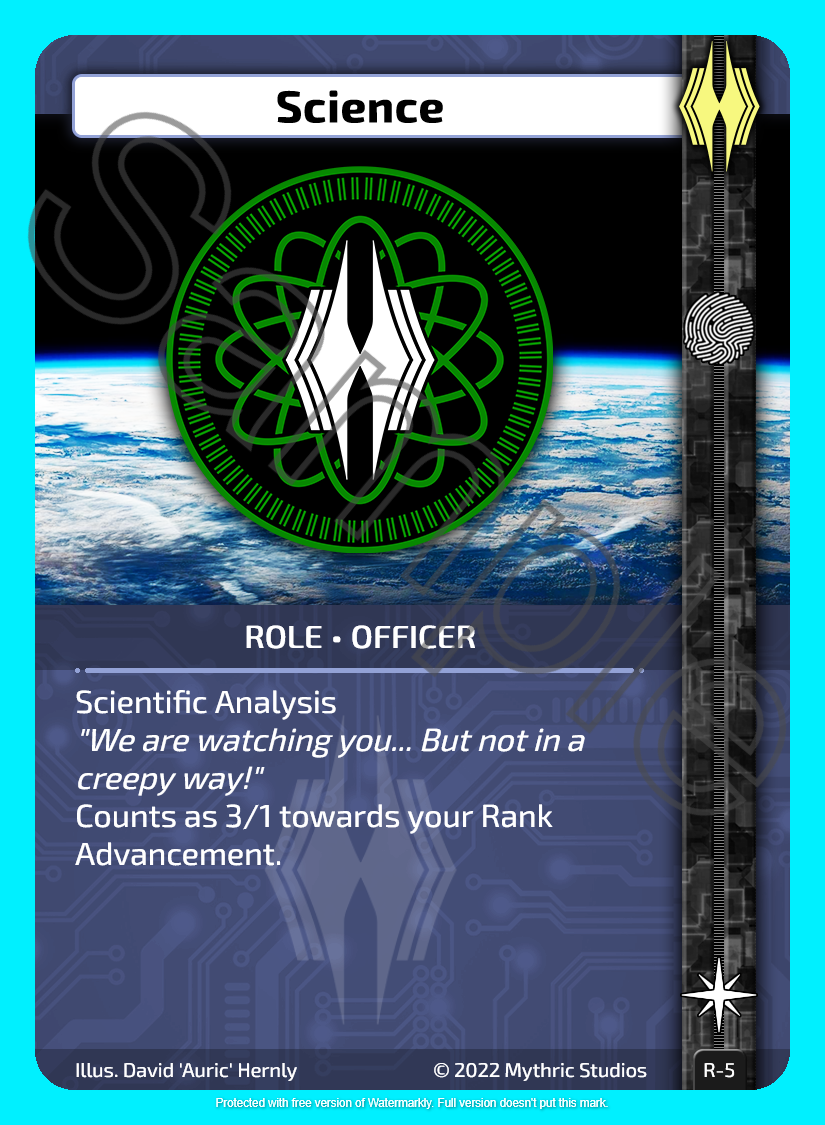 Science
Sample
ROLE • OFFICER
Scientific Analysis
"We are watching you... But not in a
creepy way!"
Counts as 3/1 towards your Rank
Advancement.
Illus. David 'Auric' Hernly
© 2022 Mythric Studios
R-5
Protected with free version of Watermarkly. Full version doesn't put this mark.